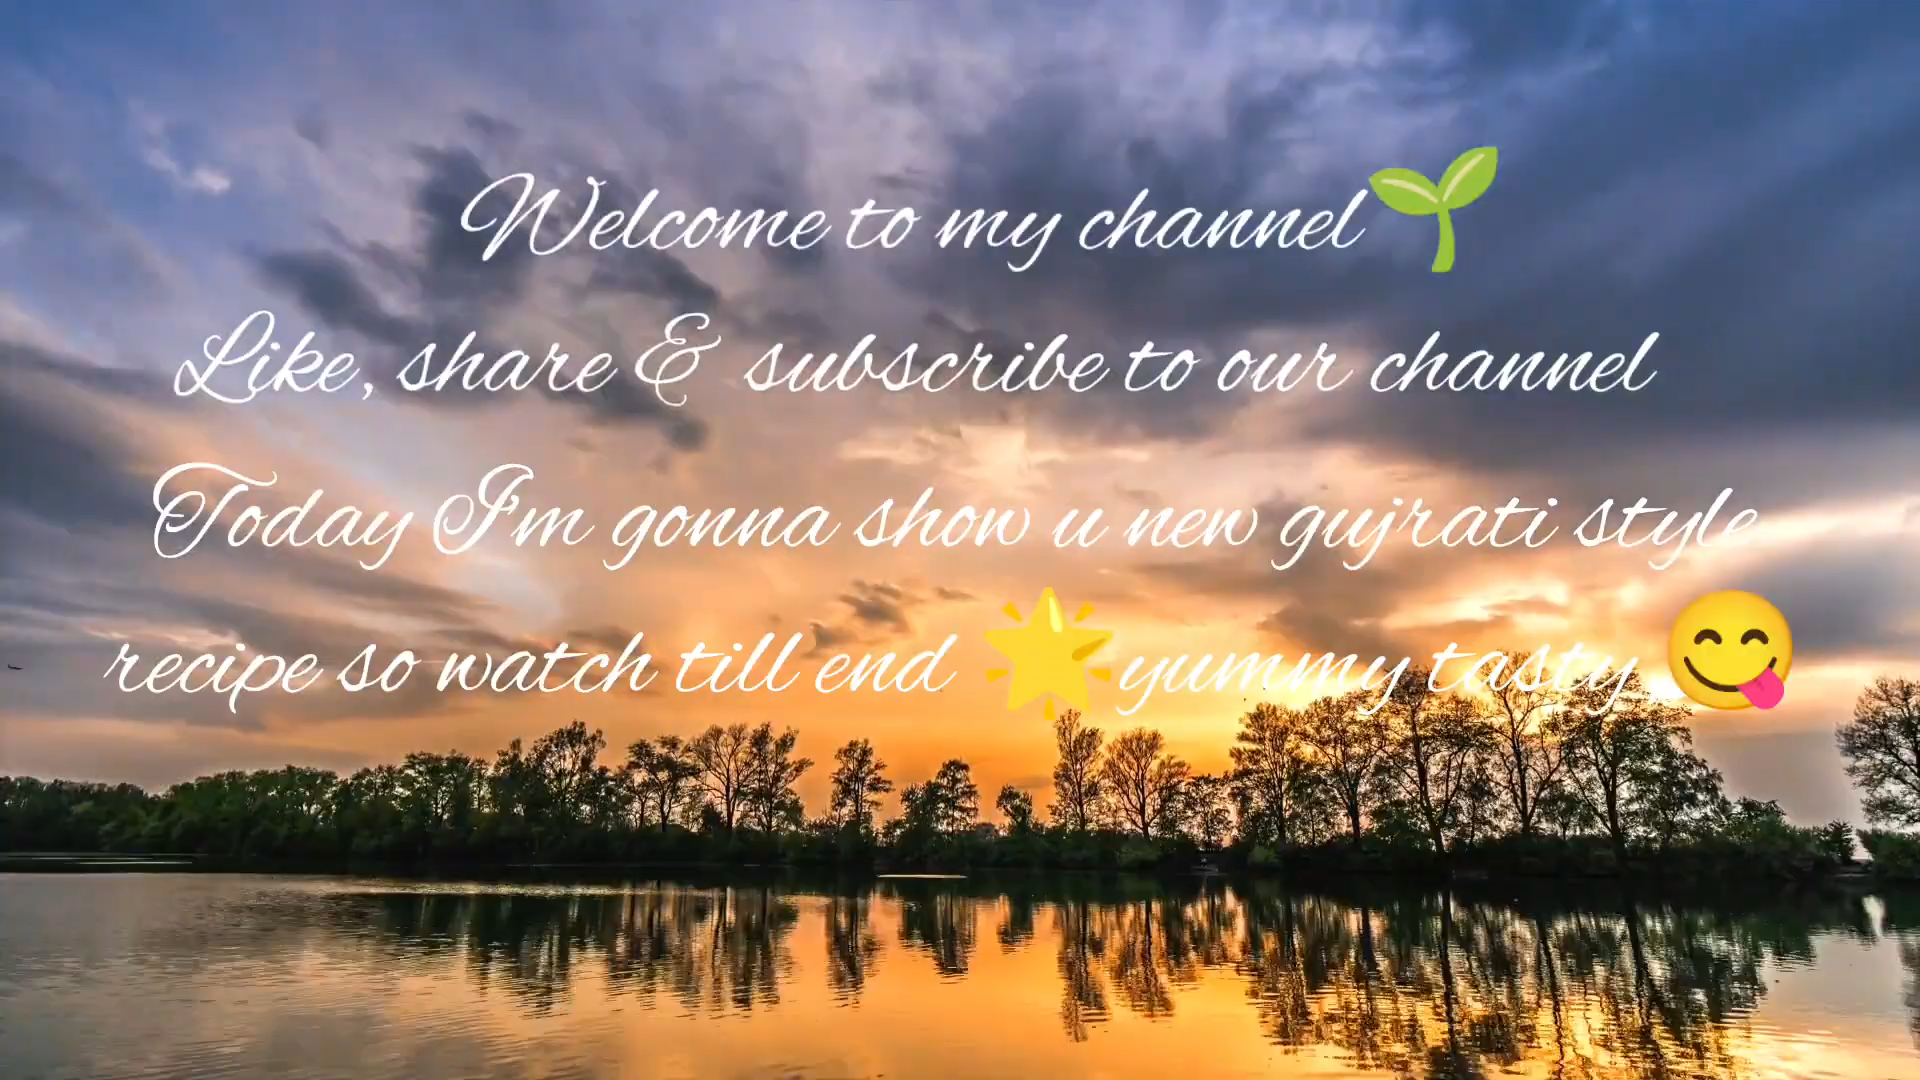 Welcome to my channel🌱
Like, share & subscribe to our channel
Today I'm gonna show u new gujrati style
recipe so watch till end 🌟yummy tasty 😋